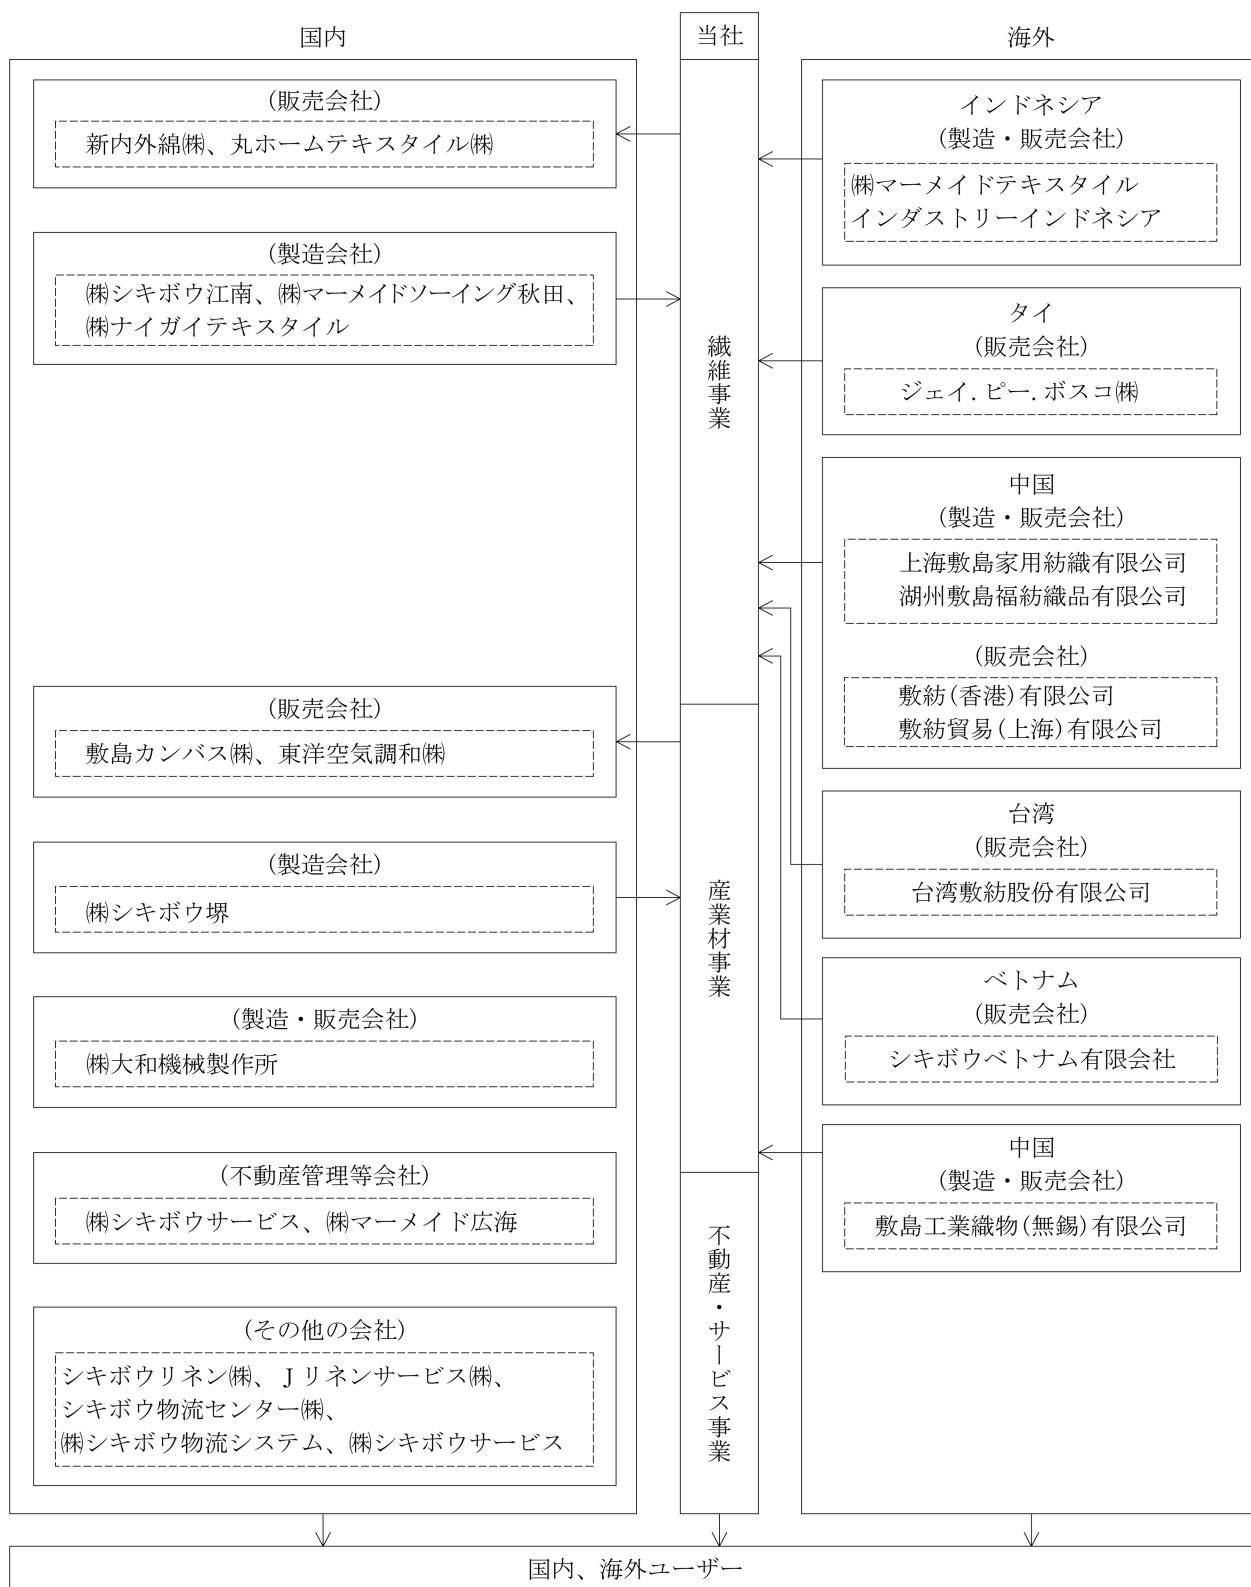 国内
(販売会社)
新内外綿㈱、丸ホームテキスタイル㈱
(製造会社)
㈱シキボウ江南、㈱マーメイドソーイング秋田、
㈱ナイガイテキスタイル
(販売会社)
敷島カンバス㈱、東洋空気調和㈱
(製造会社)
㈱シキボウ堺
(製造・販売会社)
㈱大和機械製作所
(不動産管理等会社)
㈱シキボウサービス、㈱マーメイド広海
(その他の会社)
シキボウリネン㈱、Jリネンサービス㈱、
シキボウ物流センター㈱、
㈱シキボウ物流システム、㈱シキボウサービス
当社
繊維事業
産業材事業
不動産・サービス事業
海外
インドネシア
(製造・販売会社)
㈱マーメイドテキスタイル
インダストリーインドネシア
タイ
(販売会社)
ジェイ.ピー.ボスコ㈱
中国
(製造・販売会社)
上海敷島家用紡織有限公司
湖州敷島福紡織品有限公司
(販売会社)
敷紡(香港)有限公司
敷紡貿易(上海)有限公司
台湾
(販売会社)
台湾敷紡股份有限公司
ベトナム
(販売会社)
シキボウベトナム有限会社
中国
(製造・販売会社)
敷島工業織物(無錫)有限公司
国内、海外ユーザー